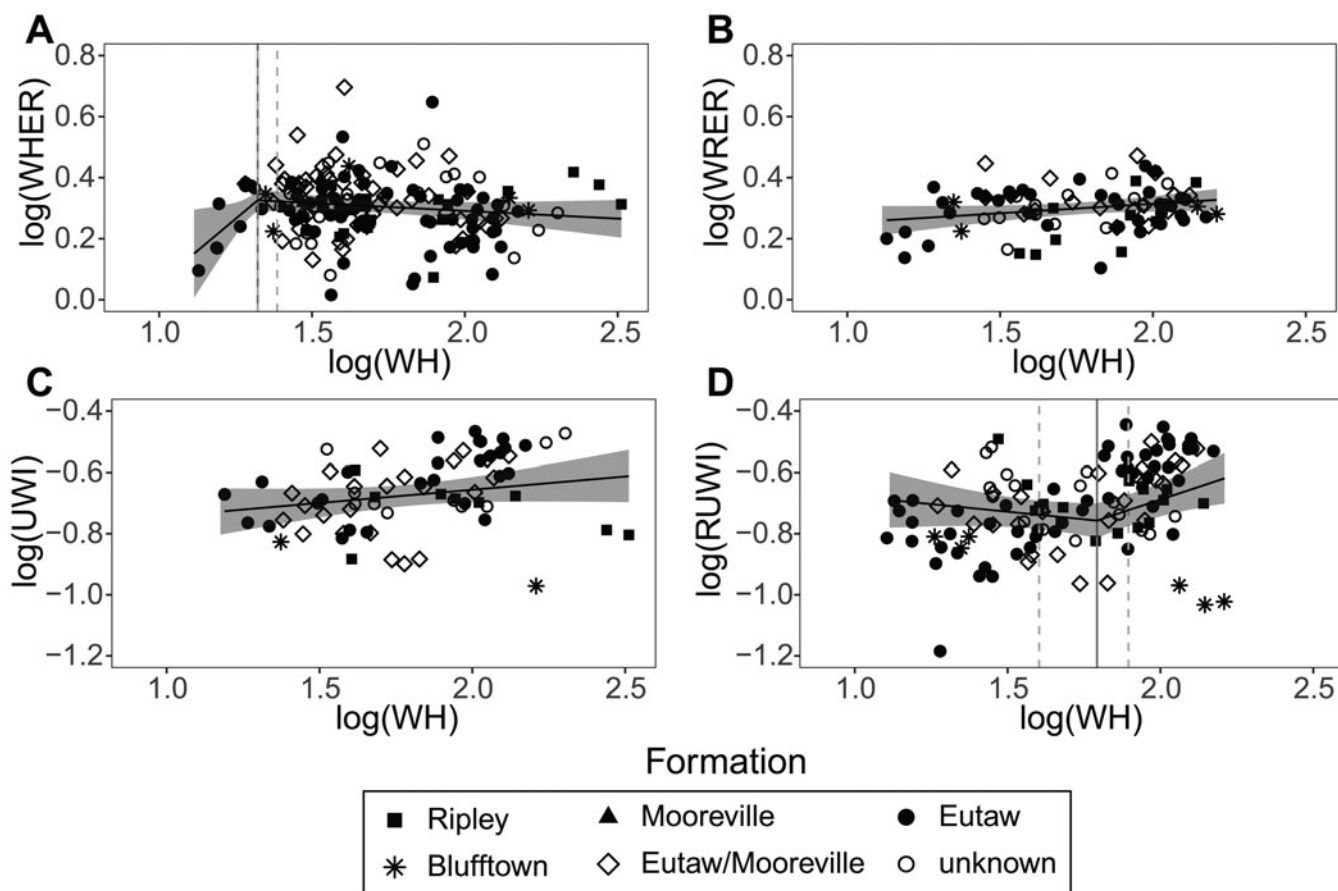 A
B
0.8
0.6
0.4
0.2
0.0
log(WHER)
1.0 1.5 2.0 2.5
log(WH)
0.8
0.6
0.4
0.2
0.0
log(WRER)
1.0 1.5 2.0 2.5
log(WH)
C
D
−0.4
−0.6
−0.8
−1.0
−1.2
log(UWI)
1.0 1.5 2.0 2.5
log(WH)
−0.4
−0.6
−0.8
−1.0
−1.2
log(RUWI)
1.0 1.5 2.0 2.5
log(WH)
Formation
Ripley Mooreville Eutaw
Blufftown Eutaw/Mooreville unknown